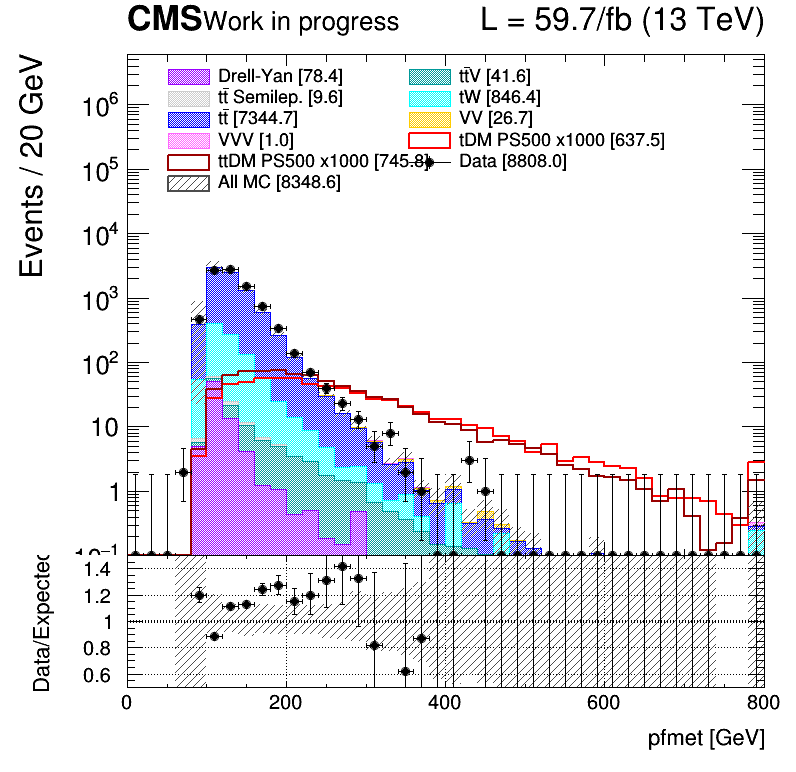 CMS Work in progress L = 59.7/fb (13 TeV)
Events / 20 GeV
Drell-Yan [78.4] tt̄V [41.6]
tt̄ Semilep. [9.6] tW [846.4]
tt̄ [7344.7] VV [26.7]
VVV [1.0] tDM PS500 x1000 [637.5]
ttDM PS500 x1000 [745.8] Data [8808.0]
All MC [8348.6]
10⁶
10⁵
10⁴
10³
10²
10
1
10⁻¹
Data/Expected
1.4
1.2
1
0.8
0.6
0 200 400 600 800
pfmet [GeV]